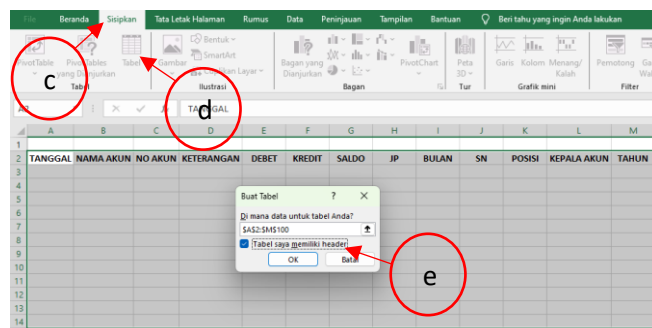 File Beranda Sisipkan Tata Letak Halaman Rumus Data Peninjauan Tampilan Bantuan Beri tahu yang ingin Anda lakukan
Bentuk
SmartArt
PivotTable PivotTables Tabel Gambar Layar Bagan yang PivotChart Peta Garis Kolom Menang/ Pemotong
yang Dianjurkan Dianjurkan 3D Kalah
Tabel Ilustrasi Bagan Tur Grafik mini Filter
c
d
TANGGAL
A B C D E F G H I J K L M
1
2 TANGGAL NAMA AKUN NO AKUN KETERANGAN DEBET KREDIT SALDO JP BULAN SN POSISI KEPALA AKUN TAHUN
3
4
5
6
7
8
9
10
11
12
13
14
Buat Tabel ? ×
Di mana data untuk tabel Anda?
$A$2:$M$100
Tabel saya memiliki header
OK Batal
e